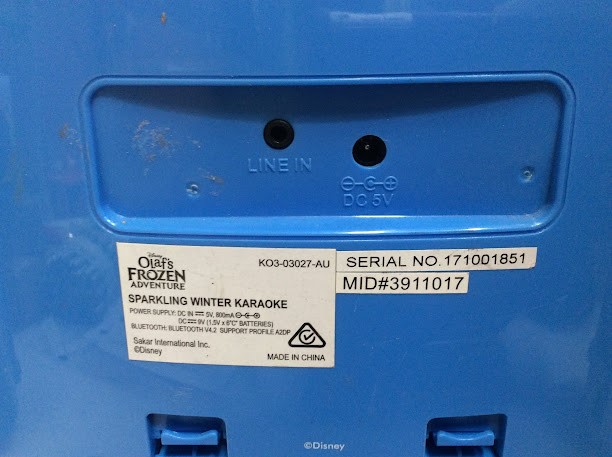 LINE IN
⊖-C-⊕
DC 5V
Disney
OLAF'S
FROZEN
ADVENTURE
KO3-03027-AU
SERIAL NO.171001851
MID#3911017
SPARKLING WINTER KARAOKE
POWER SUPPLY: DC IN ⎓ 5V, 800mA ⊖-C-⊕
DC ⎓ 9V (1.5V x 6"C" BATTERIES)
BLUETOOTH: BLUETOOTH V4.2 SUPPORT PROFILE A2DP
Sakar International Inc.
©Disney
MADE IN CHINA
©Disney